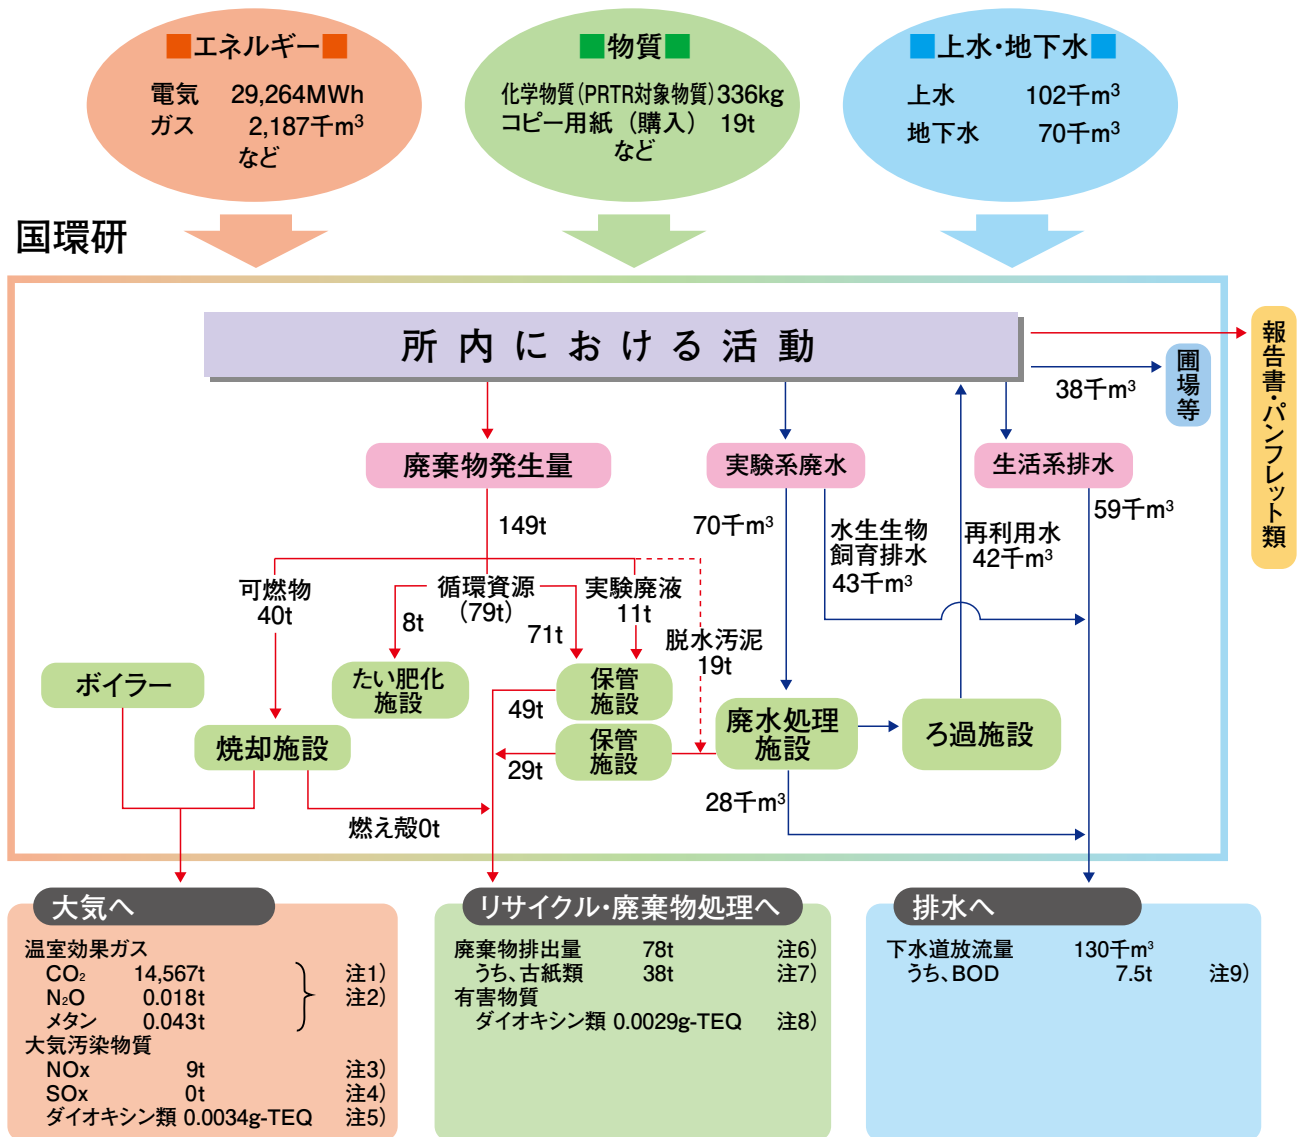 ■エネルギー■
電気 29,264MWh
ガス 2,187千m³
など
■物質■
化学物質(PRTR対象物質)336kg
コピー用紙(購入) 19t
など
■上水・地下水■
上水 102千m³
地下水 70千m³
国環研
所内における活動
報告書・パンフレット類
38千m³
圃場等
廃棄物発生量
実験系廃水
生活系排水
149t
70千m³
水生生物
飼育排水
43千m³
再利用水
42千m³
59千m³
可燃物
40t
循環資源
(79t)
実験廃液
11t
8t
71t
脱水汚泥
19t
ボイラー
たい肥化
施設
保管
施設
49t
焼却施設
保管
施設
29t
廃水処理
施設
ろ過施設
燃え殻0t
28千m³
大気へ
温室効果ガス
CO₂ 14,567t 注1)
N₂O 0.018t 注2)
メタン 0.043t
大気汚染物質
NOx 9t 注3)
SOx 0t 注4)
ダイオキシン類 0.0034g-TEQ 注5)
リサイクル・廃棄物処理へ
廃棄物排出量 78t 注6)
うち、古紙類 38t 注7)
有害物質
ダイオキシン類 0.0029g-TEQ 注8)
排水へ
下水道放流量 130千m³
うち、BOD 7.5t 注9)